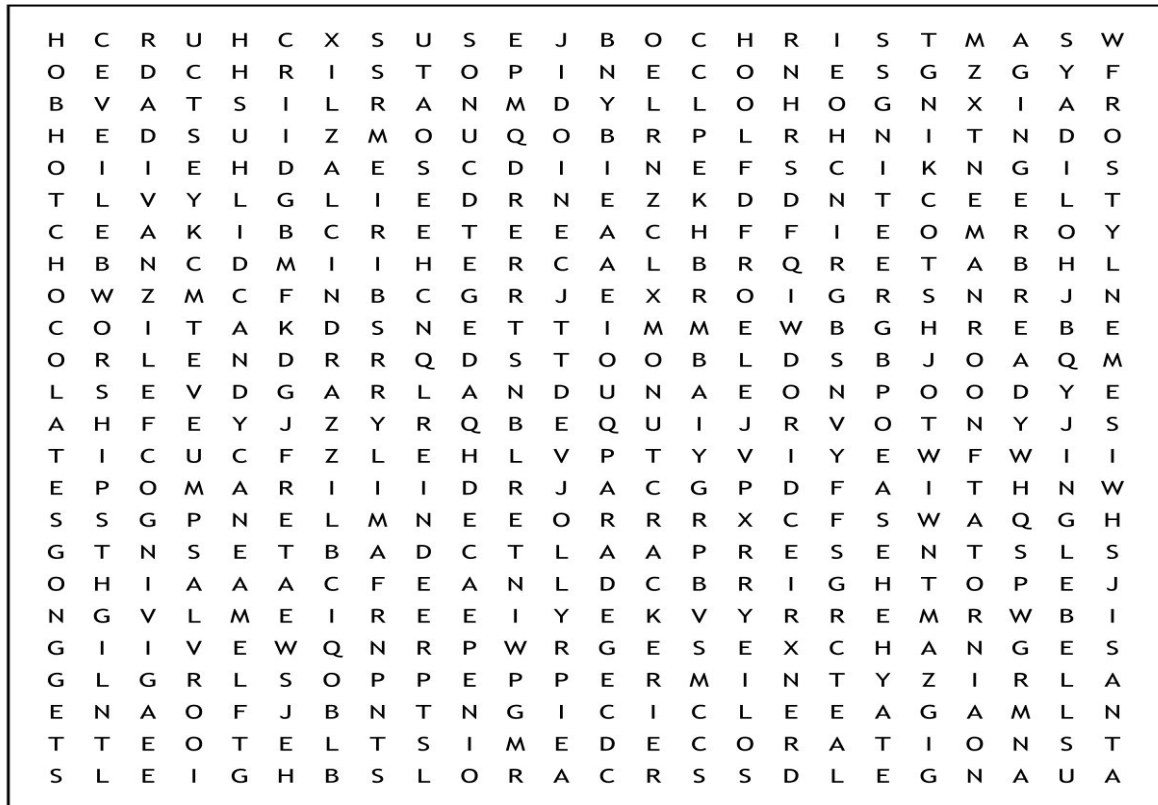 H C R U H C X S U S E J B O C H R I S T M A S W
O E D C H R I S T O P I N E C O N E S G Z G Y F
B V A T S I L R A N M D Y L L O H O G N X I A R
H E D S U I Z M O U Q O B R P L R H N I T N D O
O I I E H D A E S C D I I N E F S C I K N G I S
T L V Y L G L I E D R N E Z K D D N T C E E L T
C E A K I B C R E T E E A C H F F I E O M R O Y
H B N C D M I I H E R C A L B R Q R E T A B H L
O W Z M C F N B C G R J E X R O I G R S N R J N
C O I T A K D S N E T T I M M E W B G H R E B E
O R L E N D R R Q D S T O O B L D S B J O A Q M
L S E V D G A R L A N D U N A E O N P O O D Y E
A H F E Y J Z Y R Q B E Q U I J R V O T N Y J S
T I C U C F Z L E H L V P T Y V I Y E W F W I I
E P O M A R I I I D R J A C G P D F A I T H N W
S S G P N E L M N E E O R R R X C F S W A Q G H
G T N S E T B A D C T L A A P R E S E N T S L S
O H I A A A C F E A N L D C B R I G H T O P E J
N G V L M E I R E E I Y E K V Y R R E M R W B I
G I I V E W Q N R P W R G E S E X C H A N G E S
G L G R L S O P P E P P E R M I N T Y Z I R L A
E N A O F J B N T N G I C I C L E E A G A M L N
T T E O T E L T S I M E D E C O R A T I O N S T
S L E I G H B S L O R A C R S S D L E G N A U A